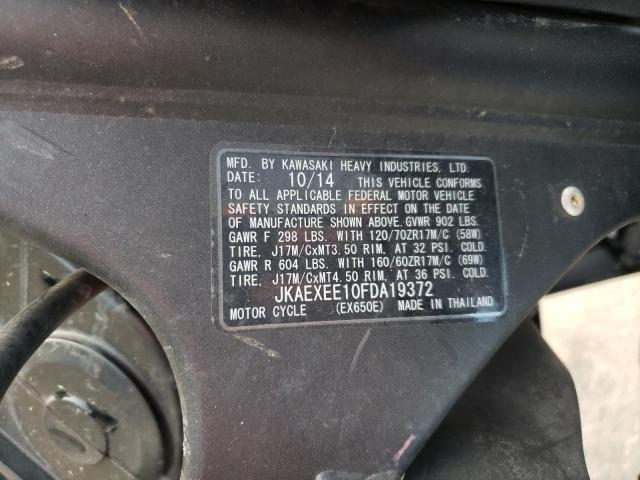 MFD. BY KAWASAKI HEAVY INDUSTRIES, LTD.
DATE: 10/14 THIS VEHICLE CONFORMS
TO ALL APPLICABLE FEDERAL MOTOR VEHICLE
SAFETY STANDARDS IN EFFECT ON THE DATE
OF MANUFACTURE SHOWN ABOVE.GVWR 902 LBS.
GAWR F 298 LBS. WITH 120/70ZR17M/C (58W)
TIRE, J17M/CxMT3.50 RIM, AT 32 PSI. COLD.
GAWR R 604 LBS. WITH 160/60ZR17M/C (69W)
TIRE, J17M/CxMT4.50 RIM, AT 36 PSI. COLD.
JKAEXEE10FDA19372
MOTOR CYCLE (EX650E) MADE IN THAILAND